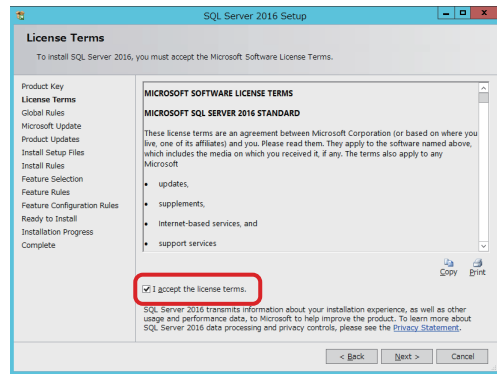 SQL Server 2016 Setup
License Terms
To install SQL Server 2016, you must accept the Microsoft Software License Terms.
Product Key
License Terms
Global Rules
Microsoft Update
Product Updates
Install Setup Files
Install Rules
Feature Selection
Feature Rules
Feature Configuration Rules
Ready to Install
Installation Progress
Complete
MICROSOFT SOFTWARE LICENSE TERMS
MICROSOFT SQL SERVER 2016 STANDARD
These license terms are an agreement between Microsoft Corporation (or based on where you
live, one of its affiliates) and you. Please read them. They apply to the software named above,
which includes the media on which you received it, if any. The terms also apply to any
Microsoft
• updates,
• supplements,
• Internet-based services, and
• support services
Copy Print
I accept the license terms.
SQL Server 2016 transmits information about your installation experience, as well as other
usage and performance data, to Microsoft to help improve the product. To learn more about
SQL Server 2016 data processing and privacy controls, please see the Privacy Statement.
< Back Next > Cancel